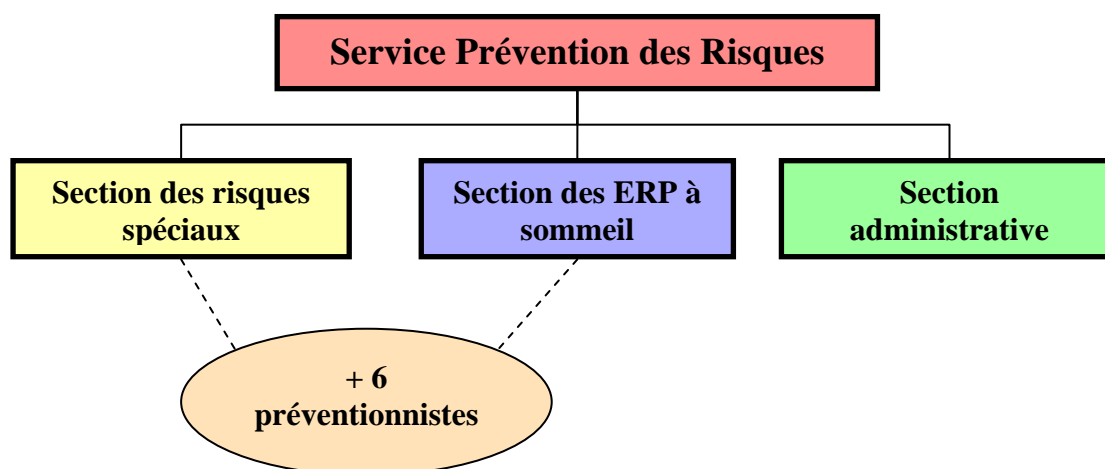 Service Prévention des Risques
Section des risques
spéciaux
Section des ERP à
sommeil
Section
administrative
+ 6
préventionnistes